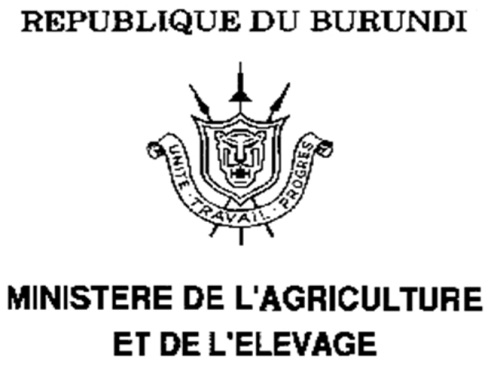 REPUBLIQUE DU BURUNDI
UNITE · TRAVAIL · PROGRES
MINISTERE DE L'AGRICULTURE
ET DE L'ELEVAGE